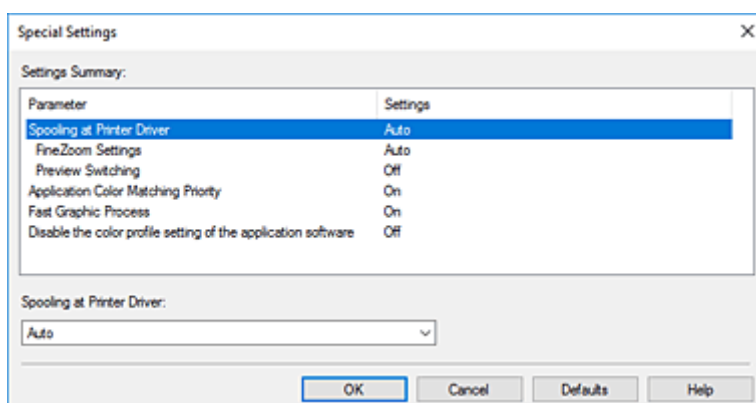 Special Settings
Settings Summary:
Parameter Settings
Spooling at Printer Driver Auto
FineZoom Settings Auto
Preview Switching Off
Application Color Matching Priority On
Fast Graphic Process On
Disable the color profile setting of the application software Off
Spooling at Printer Driver:
Auto
OK Cancel Defaults Help